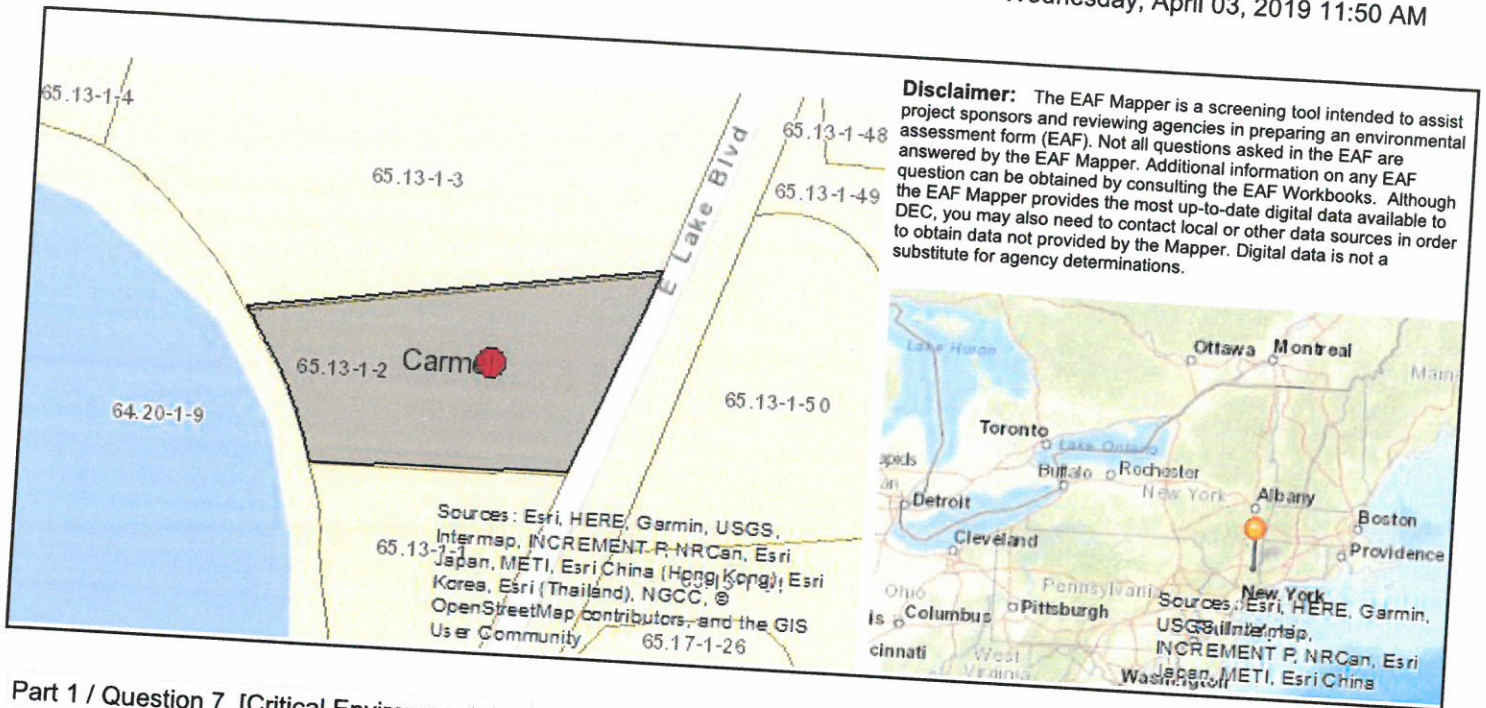 Wednesday, April 03, 2019 11:50 AM
65.13-1-4
65.13-1-3
E Lake Blvd
65.13-1-48
65.13-1-49
65.13-1-2
Carmel
64.20-1-9
65.13-1-50
65.13-1-1
65.17-1-26
Sources: Esri, HERE, Garmin, USGS,
Intermap, INCREMENT P, NRCan, Esri
Japan, METI, Esri China (Hong Kong), Esri
Korea, Esri (Thailand), NGCC, ©
OpenStreetMap contributors, and the GIS
User Community
Disclaimer: The EAF Mapper is a screening tool intended to assist
project sponsors and reviewing agencies in preparing an environmental
assessment form (EAF). Not all questions asked in the EAF are
answered by the EAF Mapper. Additional information on any EAF
question can be obtained by consulting the EAF Workbooks. Although
the EAF Mapper provides the most up-to-date digital data available to
DEC, you may also need to contact local or other data sources in order
to obtain data not provided by the Mapper. Digital data is not a
substitute for agency determinations.
Lake Huron
Ottawa
Montreal
Toronto
Lake Ontario
apids
Buffalo
Rochester
New York
Albany
Detroit
Boston
Cleveland
Providence
Pennsylvania
New York
Ohio
Columbus
Pittsburgh
cinnati
West
Virginia
Washington
Sources: Esri, HERE, Garmin,
USGS, Intermap,
INCREMENT P, NRCan, Esri
Japan, METI, Esri China
Part 1 / Question 7 [Critical